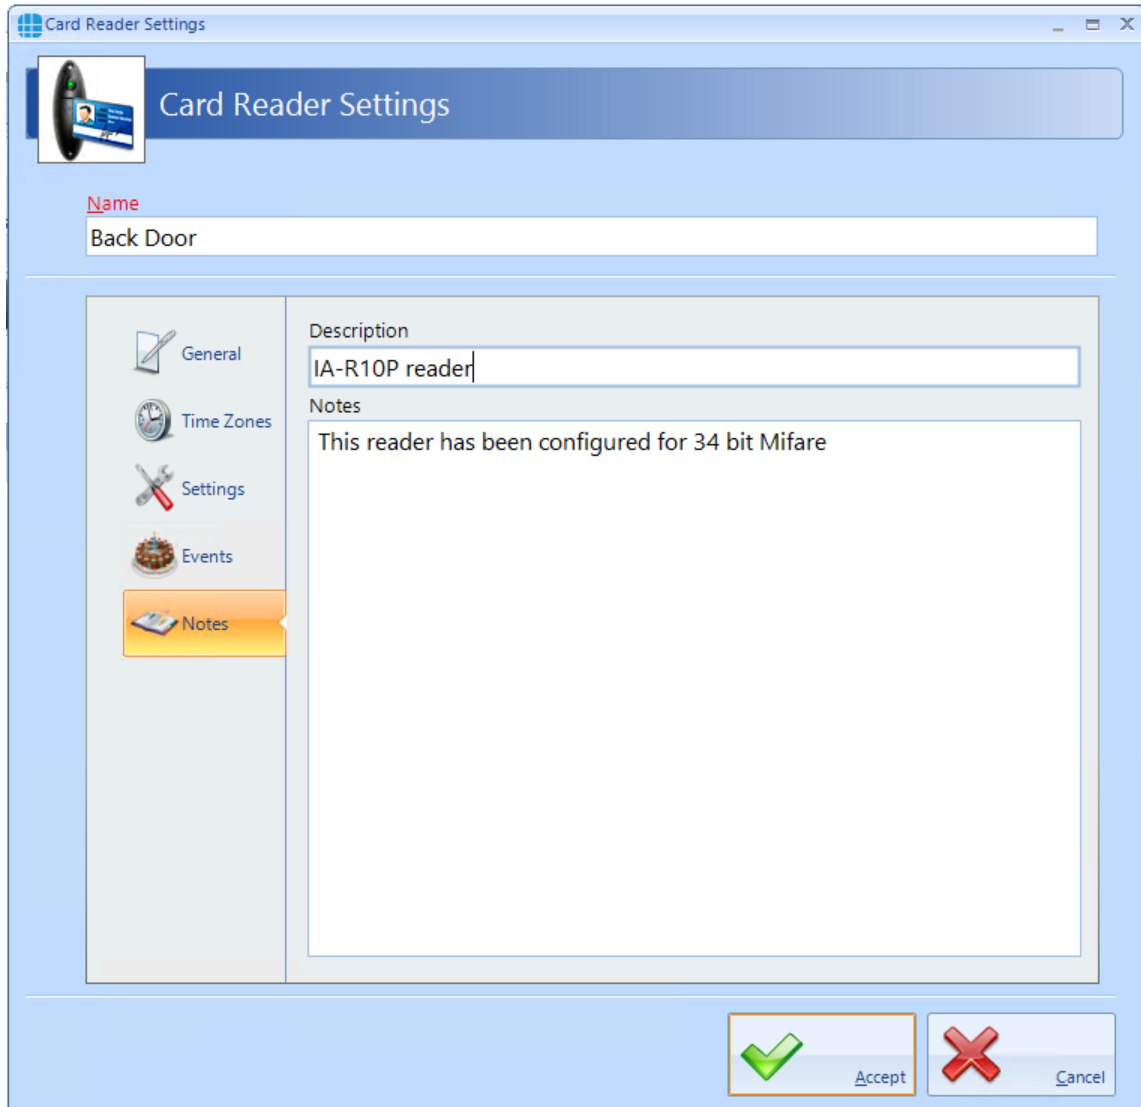 Card Reader Settings
Card Reader Settings
Name
Back Door
General
Time Zones
Settings
Events
Notes
Description
IA-R10P reader
Notes
This reader has been configured for 34 bit Mifare
Accept
Cancel